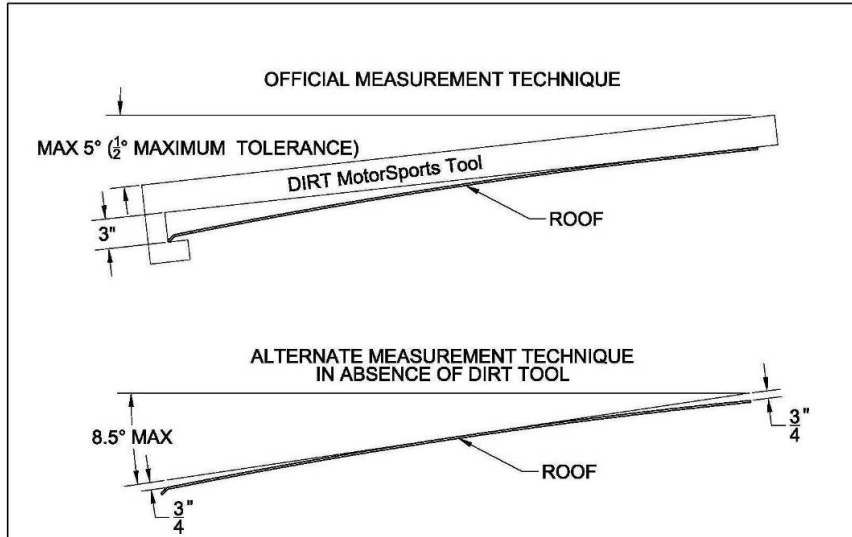 OFFICIAL MEASUREMENT TECHNIQUE
MAX 5° (½° MAXIMUM TOLERANCE)
DIRT MotorSports Tool
ROOF
3"
ALTERNATE MEASUREMENT TECHNIQUE
IN ABSENCE OF DIRT TOOL
8.5° MAX
3/4"
ROOF
3/4"